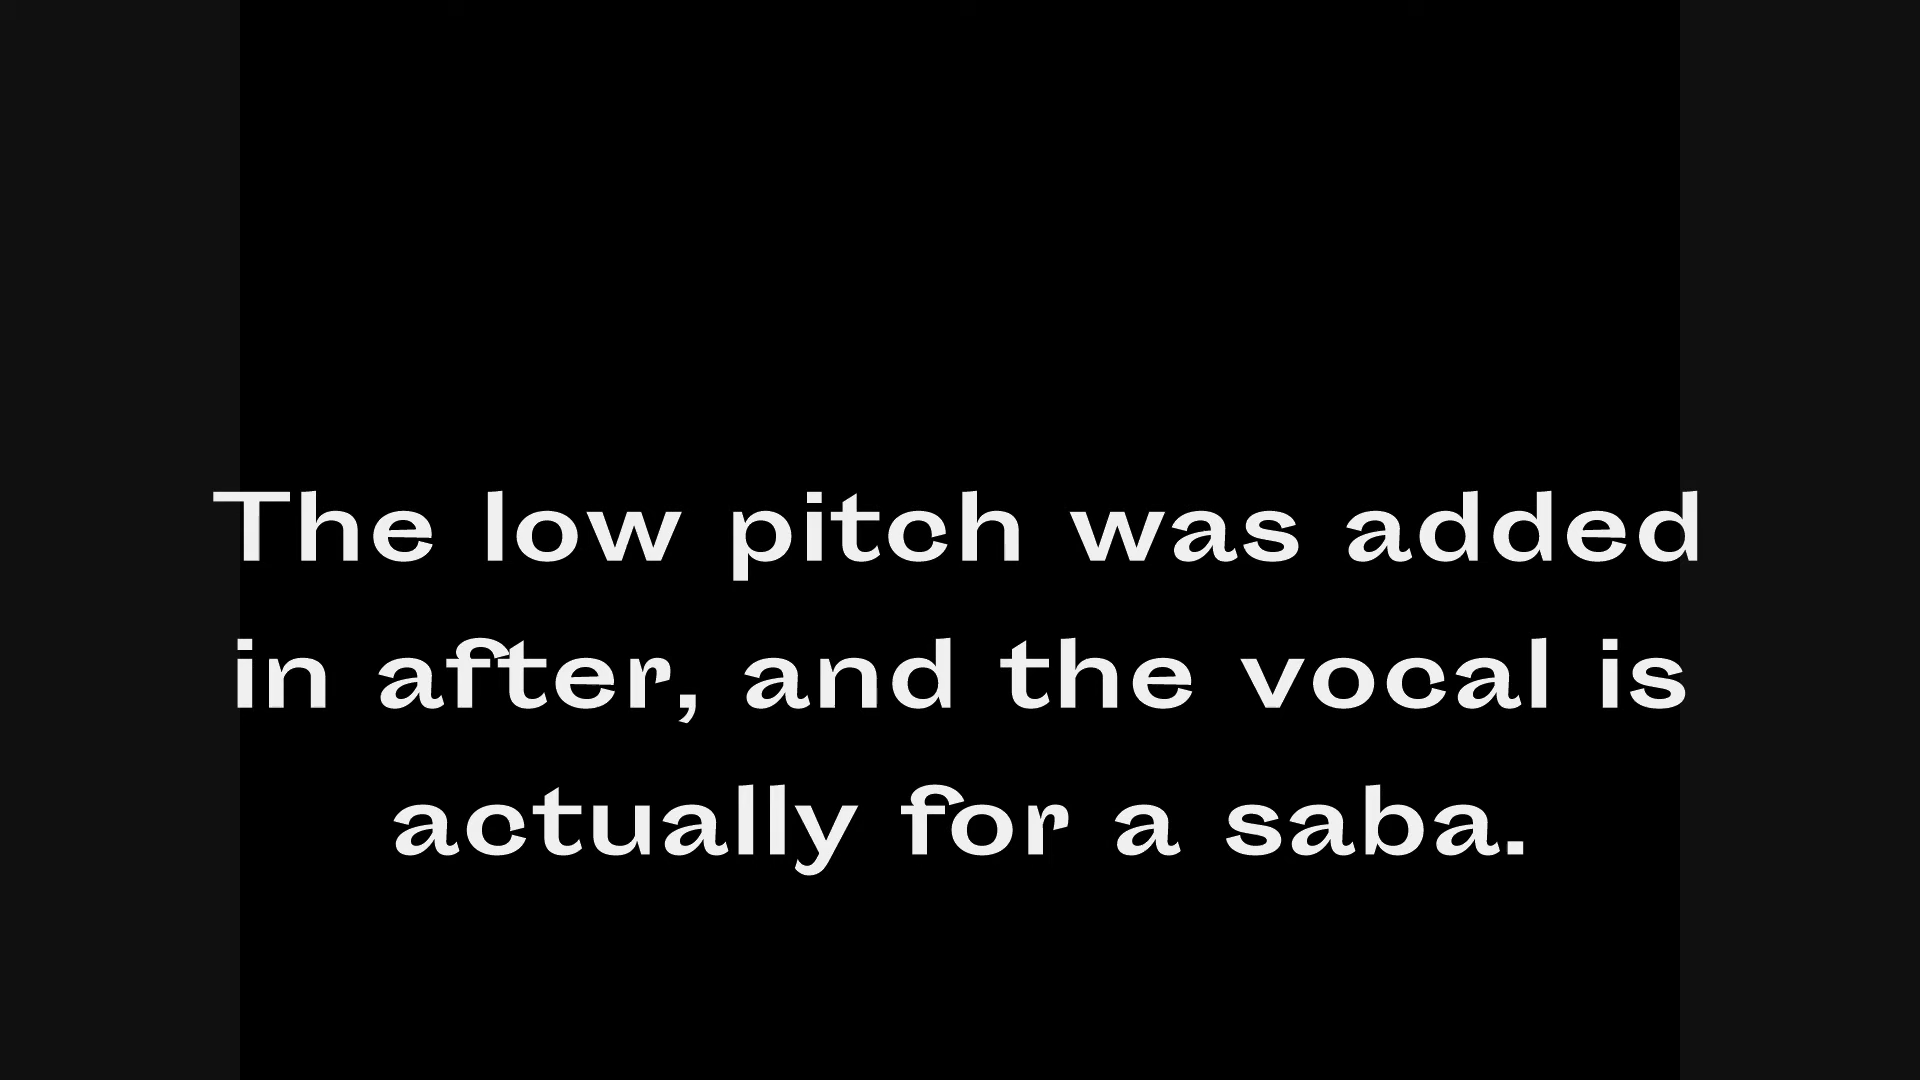 The low pitch was added
in after, and the vocal is
actually for a saba.